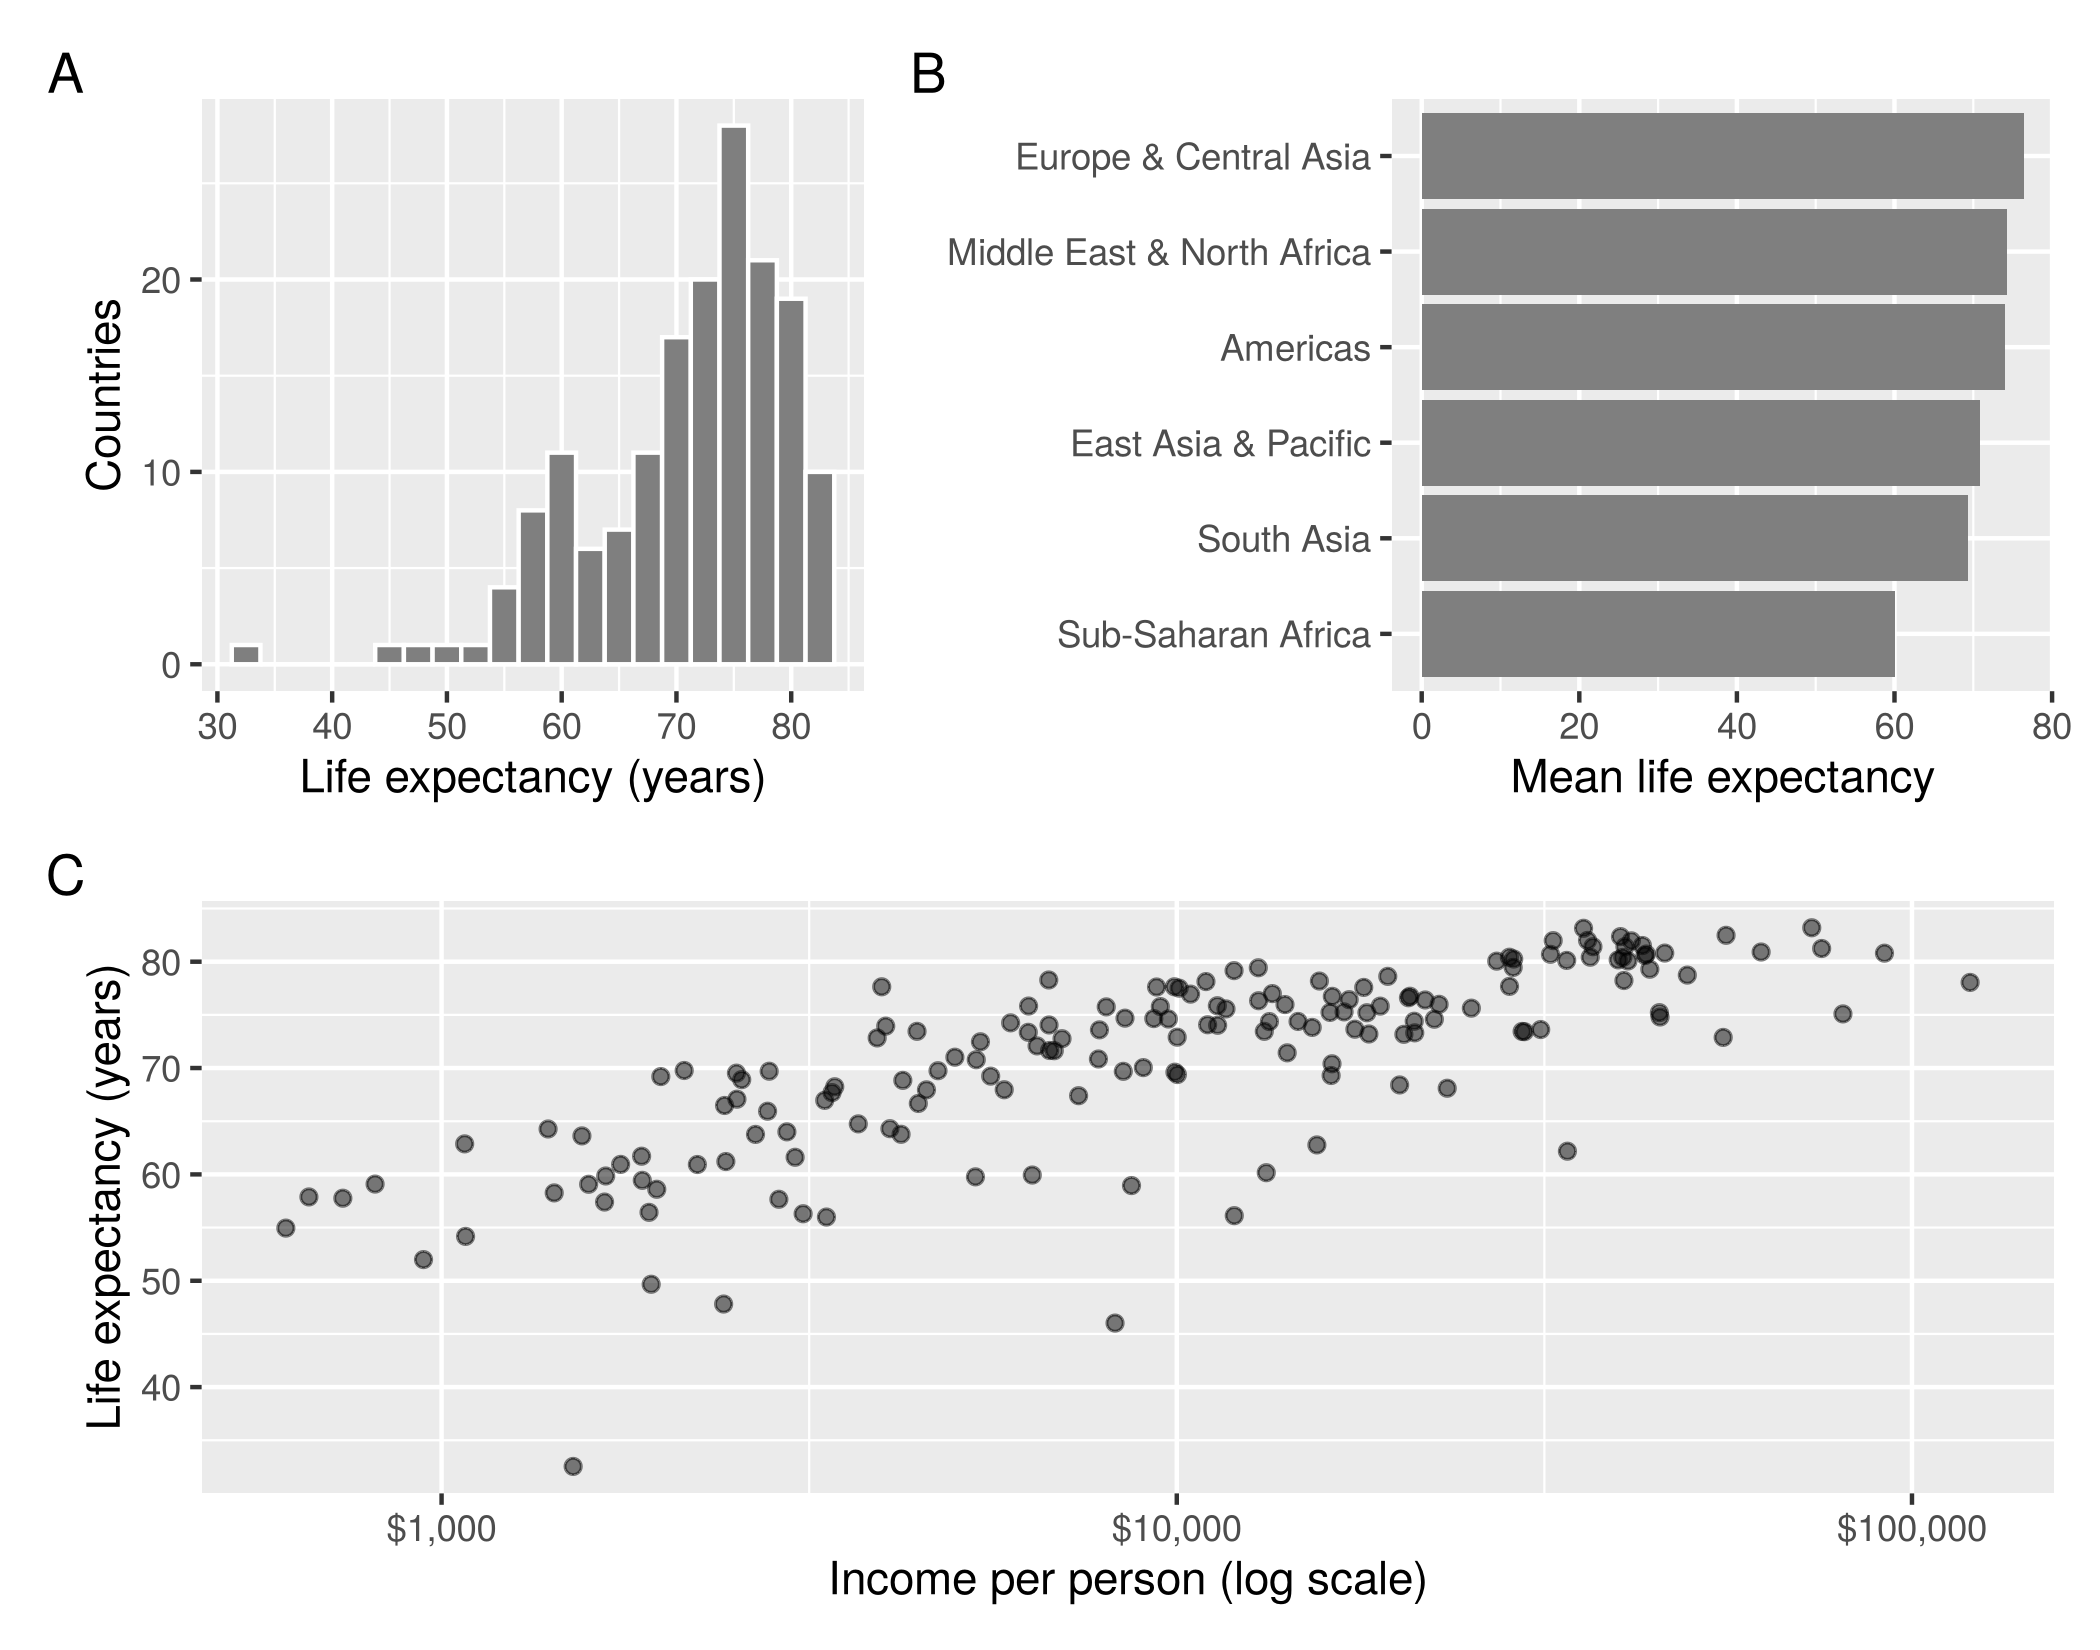 A
Countries
20
10
0
30 40 50 60 70 80
Life expectancy (years)
B
Europe & Central Asia
Middle East & North Africa
Americas
East Asia & Pacific
South Asia
Sub-Saharan Africa
0 20 40 60 80
Mean life expectancy
C
Life expectancy (years)
80
70
60
50
40
$1,000 $10,000 $100,000
Income per person (log scale)